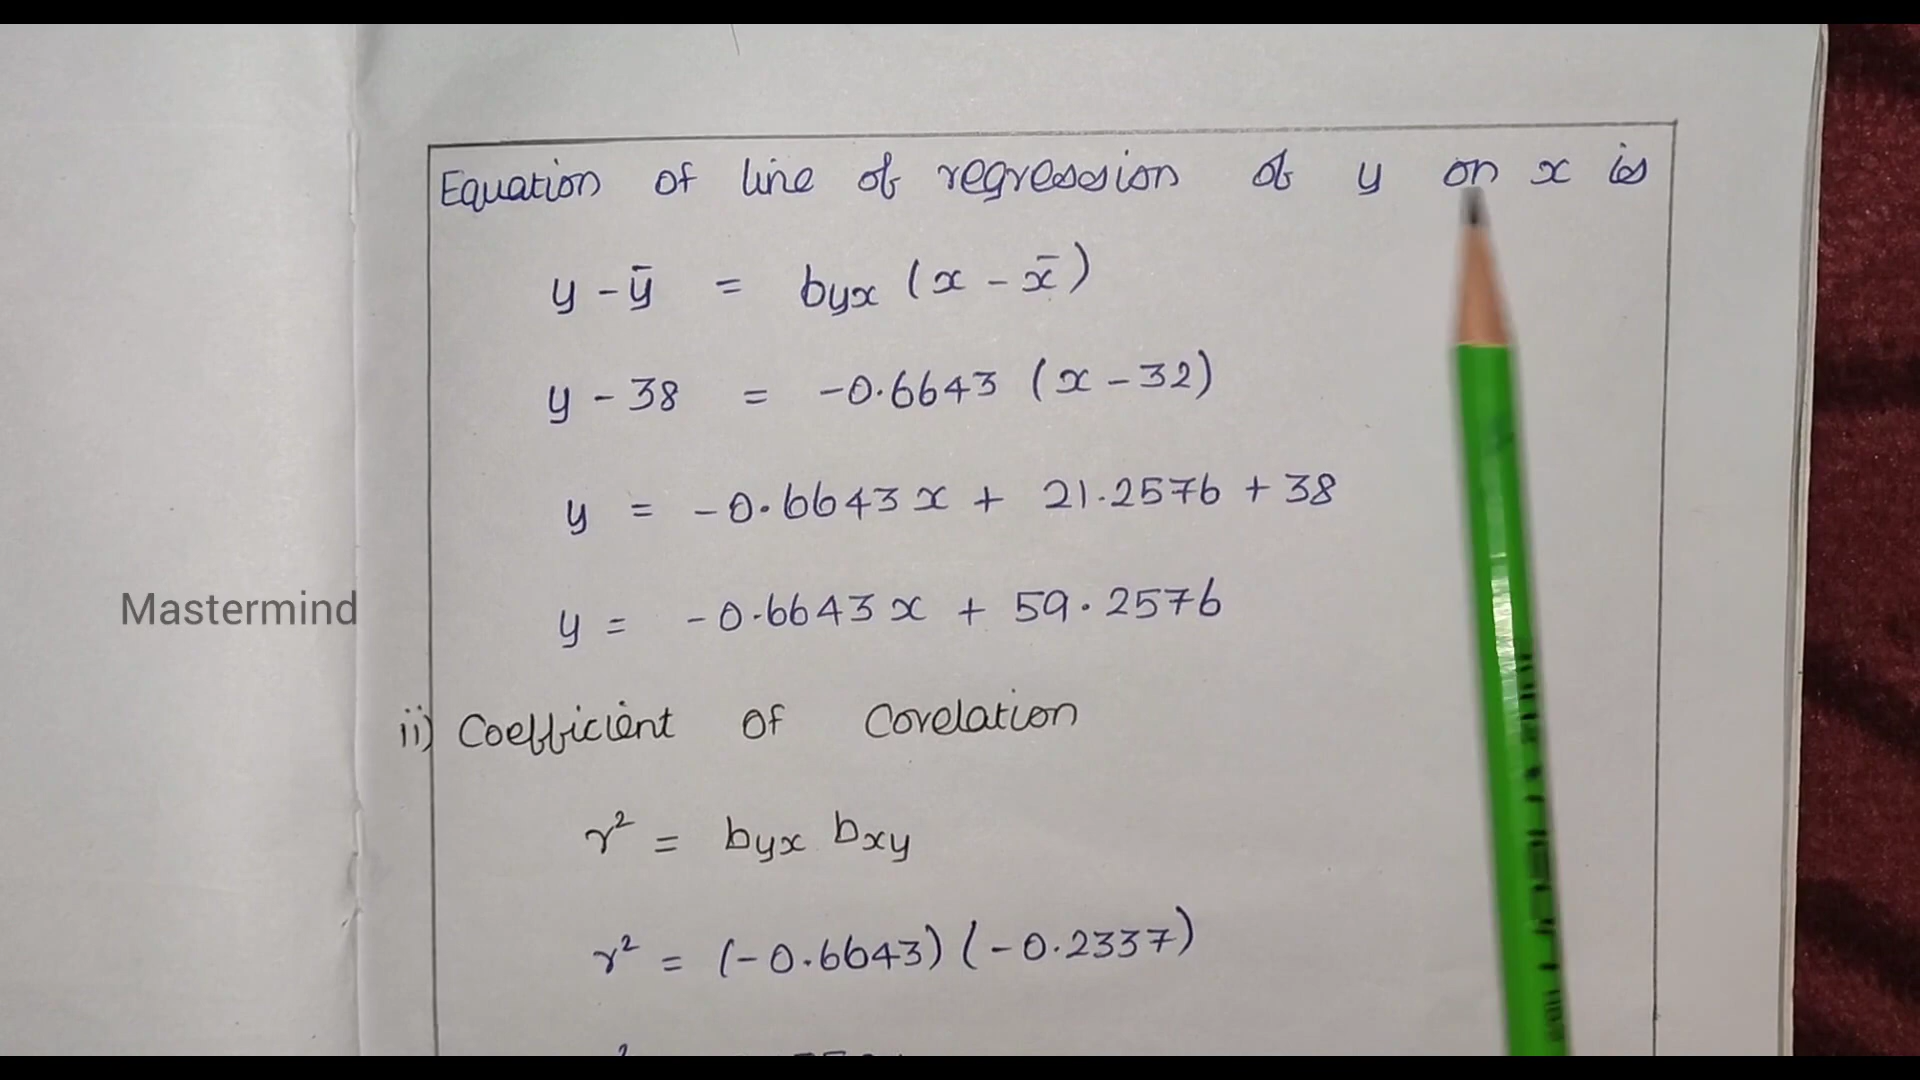 Equation of line of regression of y on x is
y - ȳ = byx (x - x̄)
y - 38 = -0.6643 (x - 32)
y = -0.6643x + 21.2576 + 38
Mastermind
y = -0.6643x + 59.2576
ii) Coefficient of Corelation
r² = byx bxy
r² = (-0.6643) (-0.2337)